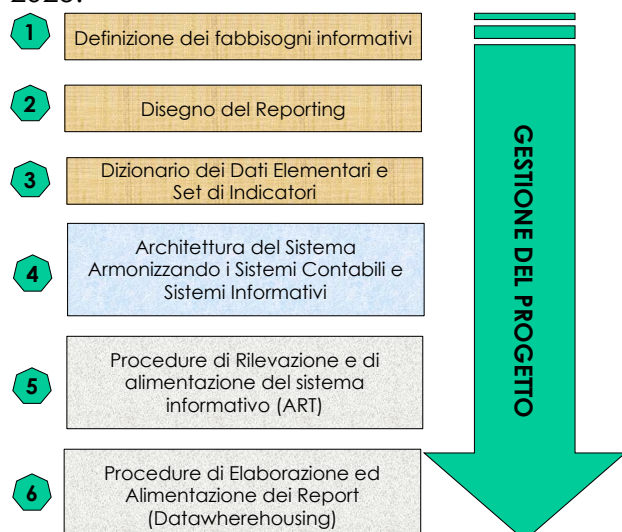 2020.
1
Definizione dei fabbisogni informativi
2
Disegno del Reporting
3
Dizionario dei Dati Elementari e
Set di Indicatori
4
Architettura del Sistema
Armonizzando i Sistemi Contabili e
Sistemi Informativi
5
Procedure di Rilevazione e di
alimentazione del sistema
informativo (ART)
6
Procedure di Elaborazione ed
Alimentazione dei Report
(Datawherehousing)
GESTIONE DEL PROGETTO